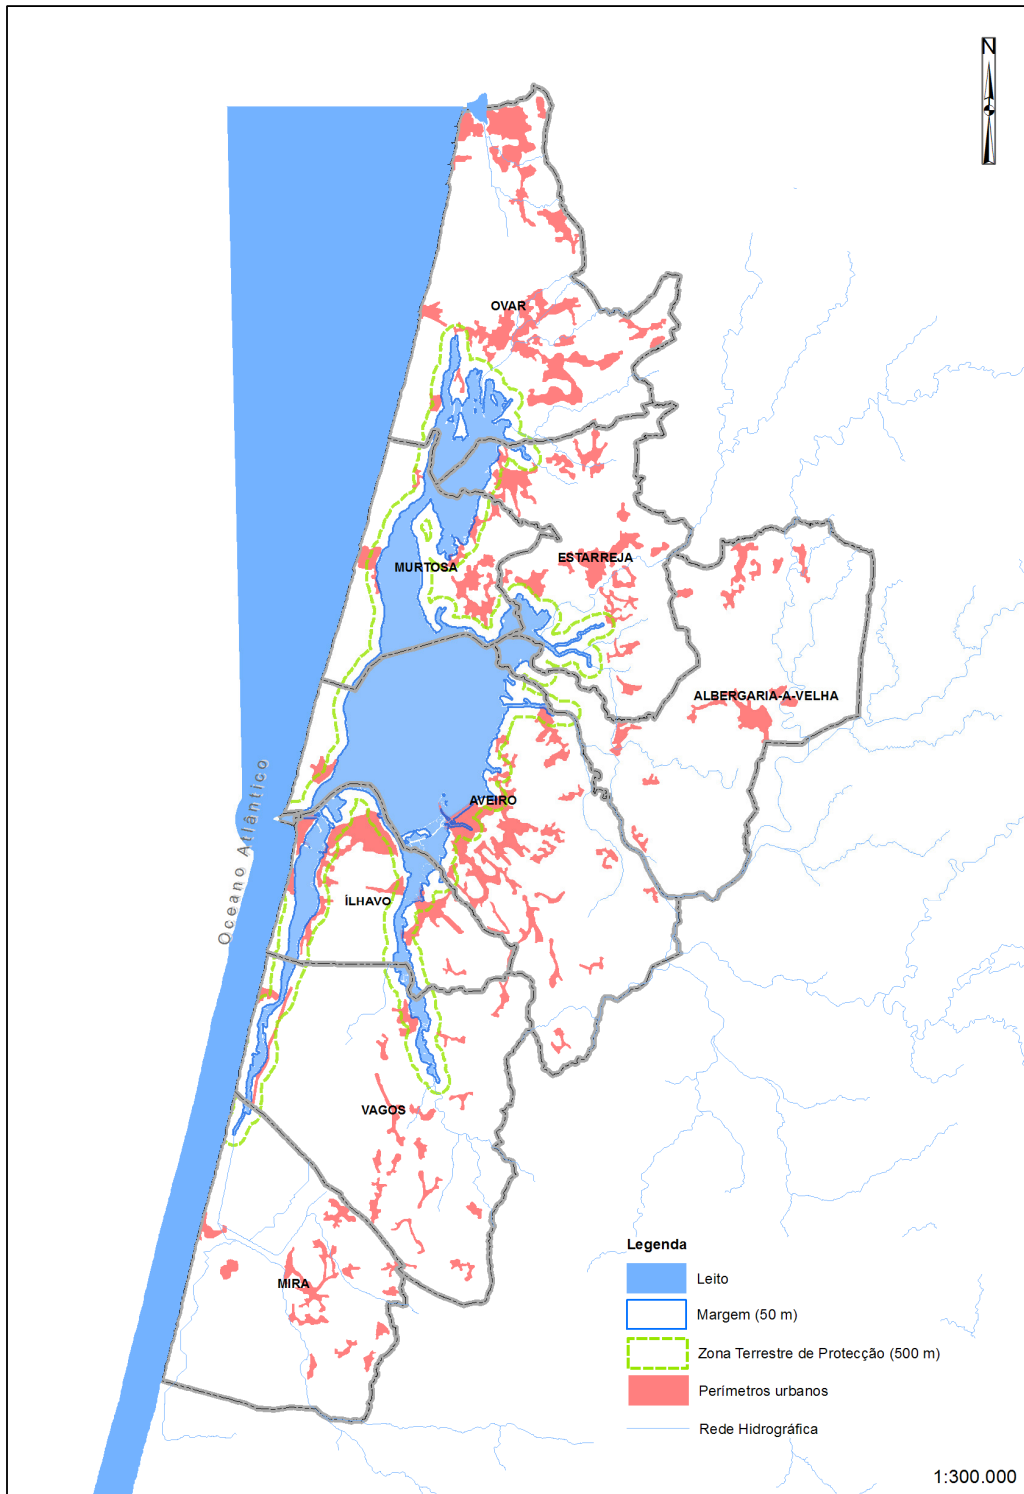 N
OVAR
MURTOSA
ESTARREJA
ALBERGARIA-A-VELHA
AVEIRO
Oceano Atlântico
ÍLHAVO
VAGOS
MIRA
Legenda
Leito
Margem (50 m)
Zona Terrestre de Protecção (500 m)
Perímetros urbanos
Rede Hidrográfica
1:300.000